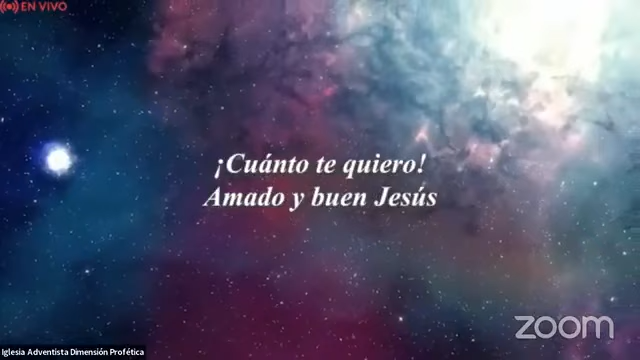 EN VIVO
¡Cuánto te quiero!
Amado y buen Jesús
Iglesia Adventista Dimensión Profética
zoom